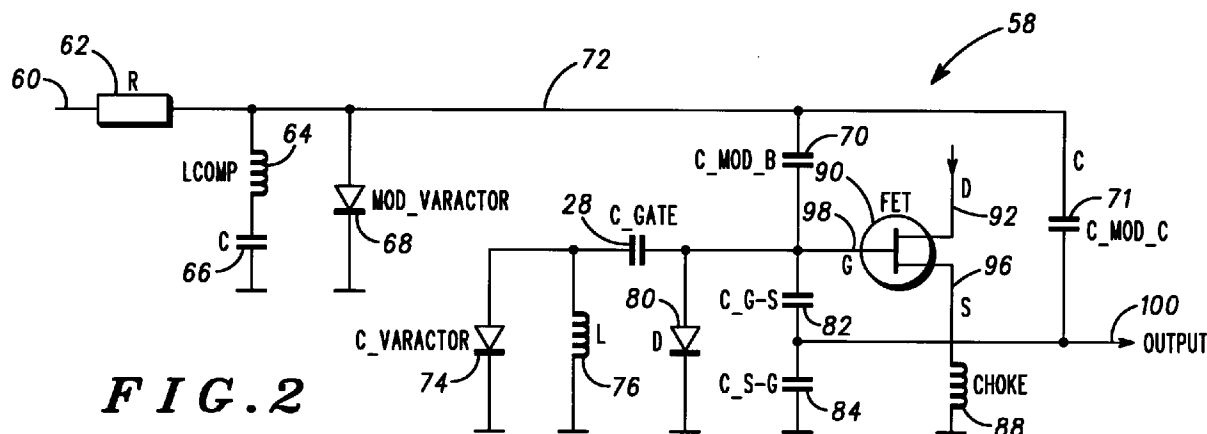 58
62
60
R
72
64
LCOMP
C
66
MOD_VARACTOR
68
70
C_MOD_B
90
FET
D
92
C
71
C_MOD_C
28
C_GATE
98
G
96
S
80
C_G-S
82
100
OUTPUT
C_VARACTOR
74
L
76
D
C_S-G
84
CHOKE
88
FIG.2